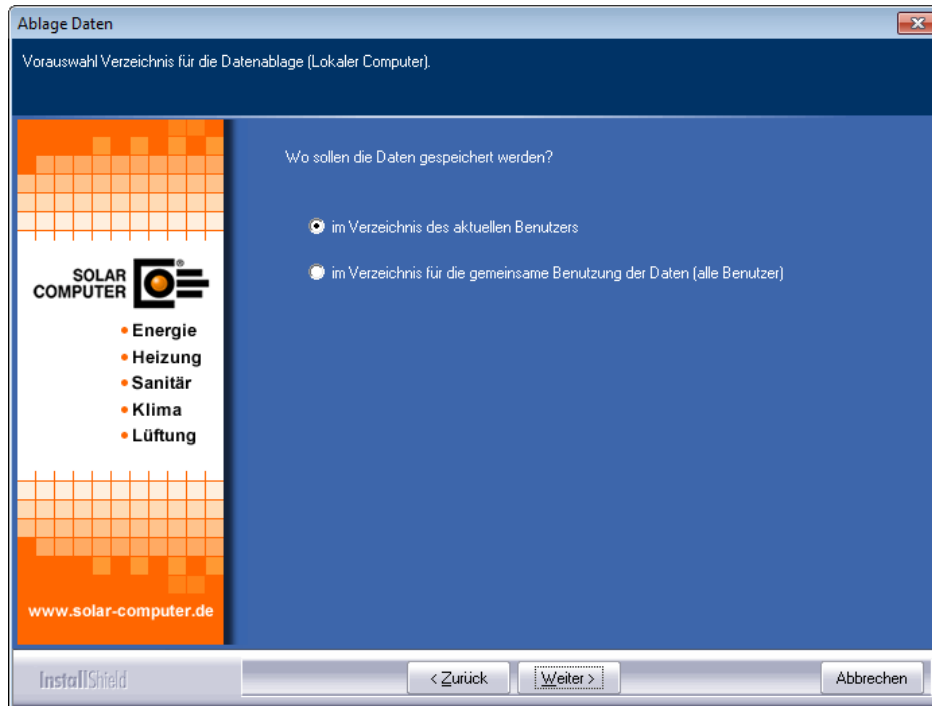 Ablage Daten
Vorauswahl Verzeichnis für die Datenablage (Lokaler Computer).
Wo sollen die Daten gespeichert werden?
im Verzeichnis des aktuellen Benutzers
im Verzeichnis für die gemeinsame Benutzung der Daten (alle Benutzer)
SOLAR
COMPUTER ®
• Energie
• Heizung
• Sanitär
• Klima
• Lüftung
www.solar-computer.de
InstallShield
< Zurück
Weiter >
Abbrechen